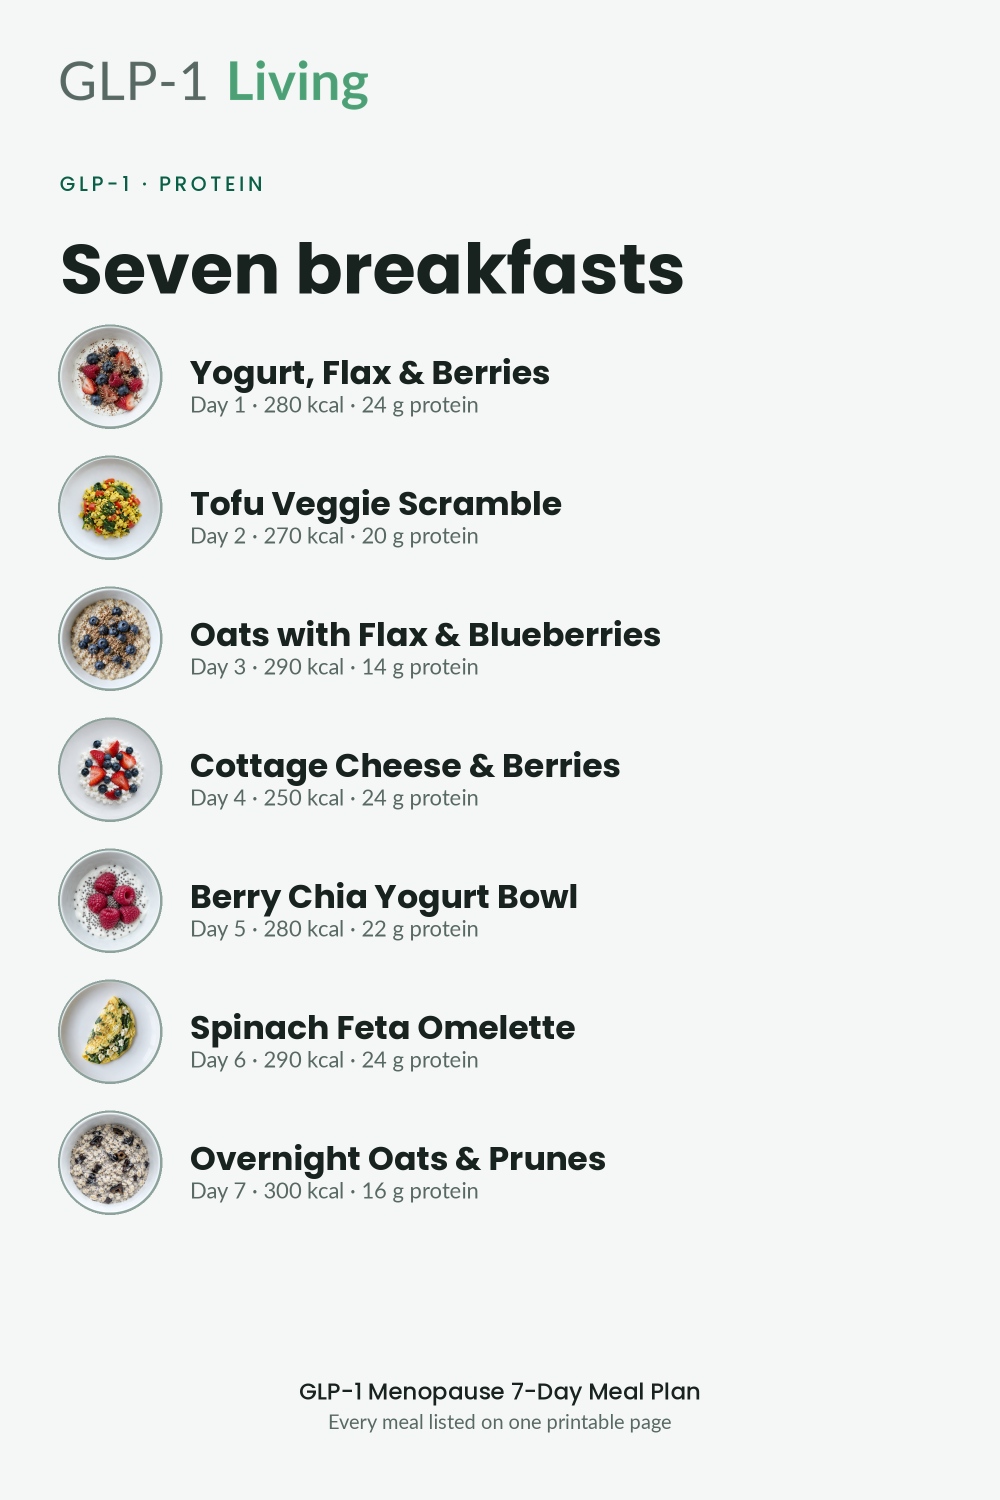 GLP-1 Living
GLP-1 · PROTEIN
Seven breakfasts
Yogurt, Flax & Berries
Day 1 · 280 kcal · 24 g protein
Tofu Veggie Scramble
Day 2 · 270 kcal · 20 g protein
Oats with Flax & Blueberries
Day 3 · 290 kcal · 14 g protein
Cottage Cheese & Berries
Day 4 · 250 kcal · 24 g protein
Berry Chia Yogurt Bowl
Day 5 · 280 kcal · 22 g protein
Spinach Feta Omelette
Day 6 · 290 kcal · 24 g protein
Overnight Oats & Prunes
Day 7 · 300 kcal · 16 g protein
GLP-1 Menopause 7-Day Meal Plan
Every meal listed on one printable page